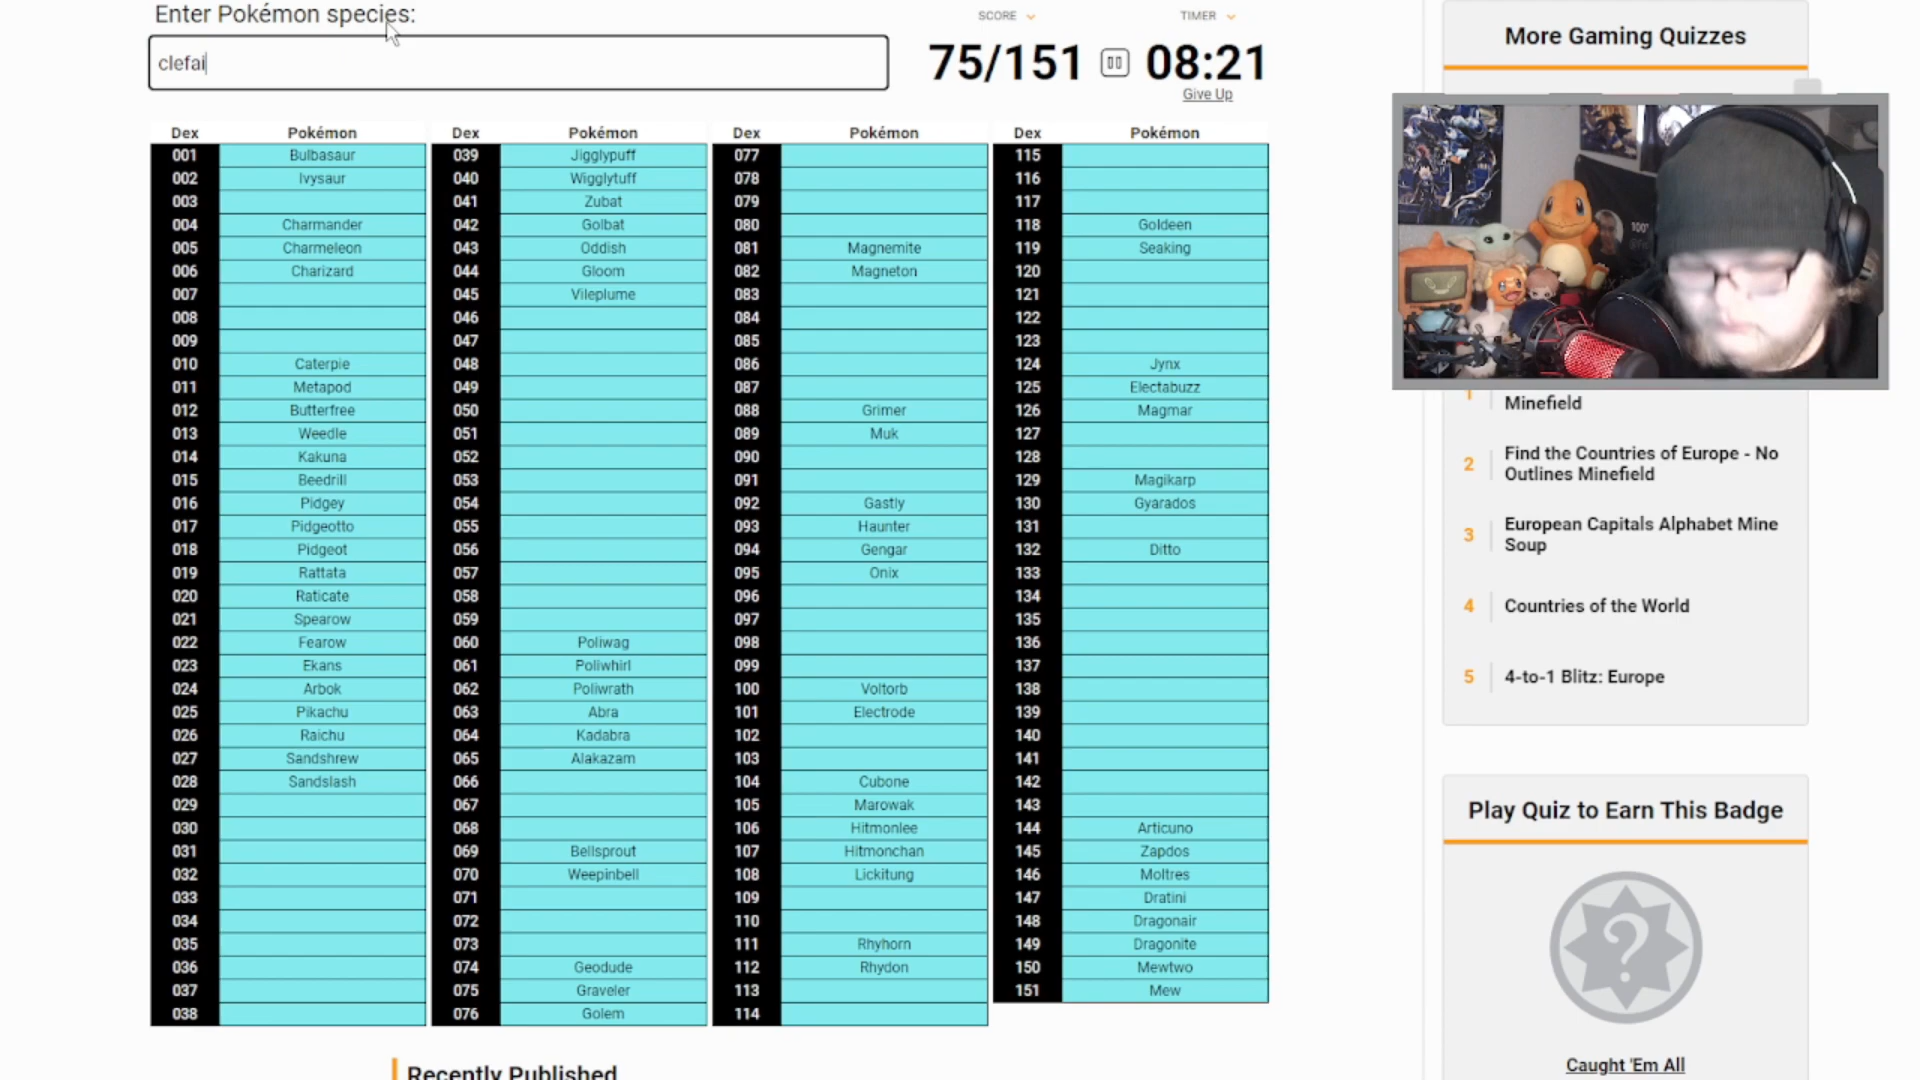 Enter Pokémon species:
clefai
SCORE
TIMER
75/151
08:21
Give Up
Dex Pokémon
001 Bulbasaur
002 Ivysaur
003
004 Charmander
005 Charmeleon
006 Charizard
007
008
009
010 Caterpie
011 Metapod
012 Butterfree
013 Weedle
014 Kakuna
015 Beedrill
016 Pidgey
017 Pidgeotto
018 Pidgeot
019 Rattata
020 Raticate
021 Spearow
022 Fearow
023 Ekans
024 Arbok
025 Pikachu
026 Raichu
027 Sandshrew
028 Sandslash
029
030
031
032
033
034
035
036
037
038
Dex Pokémon
039 Jigglypuff
040 Wigglytuff
041 Zubat
042 Golbat
043 Oddish
044 Gloom
045 Vileplume
046
047
048
049
050
051
052
053
054
055
056
057
058
059
060 Poliwag
061 Poliwhirl
062 Poliwrath
063 Abra
064 Kadabra
065 Alakazam
066
067
068
069 Bellsprout
070 Weepinbell
071
072
073
074 Geodude
075 Graveler
076 Golem
Dex Pokémon
077
078
079
080
081 Magnemite
082 Magneton
083
084
085
086
087
088 Grimer
089 Muk
090
091
092 Gastly
093 Haunter
094 Gengar
095 Onix
096
097
098
099
100 Voltorb
101 Electrode
102
103
104 Cubone
105 Marowak
106 Hitmonlee
107 Hitmonchan
108 Lickitung
109
110
111 Rhyhorn
112 Rhydon
113
114
Dex Pokémon
115
116
117
118 Goldeen
119 Seaking
120
121
122
123
124 Jynx
125 Electabuzz
126 Magmar
127
128
129 Magikarp
130 Gyarados
131
132 Ditto
133
134
135
136
137
138
139
140
141
142
143
144 Articuno
145 Zapdos
146 Moltres
147 Dratini
148 Dragonair
149 Dragonite
150 Mewtwo
151 Mew
More Gaming Quizzes
100°
1
Minefield
2 Find the Countries of Europe - No
Outlines Minefield
3 European Capitals Alphabet Mine
Soup
4 Countries of the World
5 4-to-1 Blitz: Europe
Play Quiz to Earn This Badge
?
Caught 'Em All
Recently Published